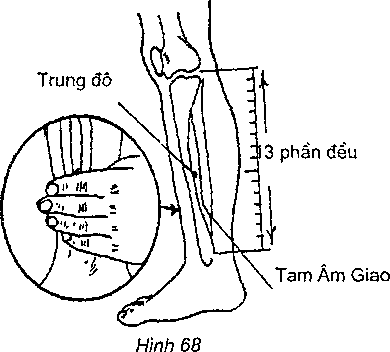 Trung đô
13 phần đều
Tam Âm Giao
Hình 68